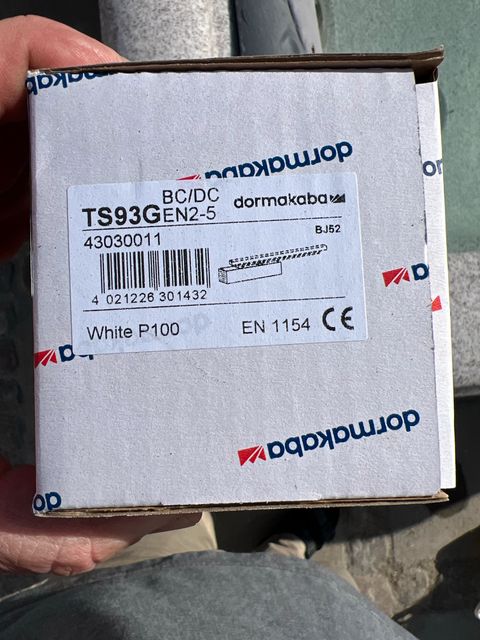 dormakaba
dormakaba
TS93G BC/DC EN2-5 dormakaba
43030011 BJ52
4 021226 301432
White P100 EN 1154 CE
dormakaba